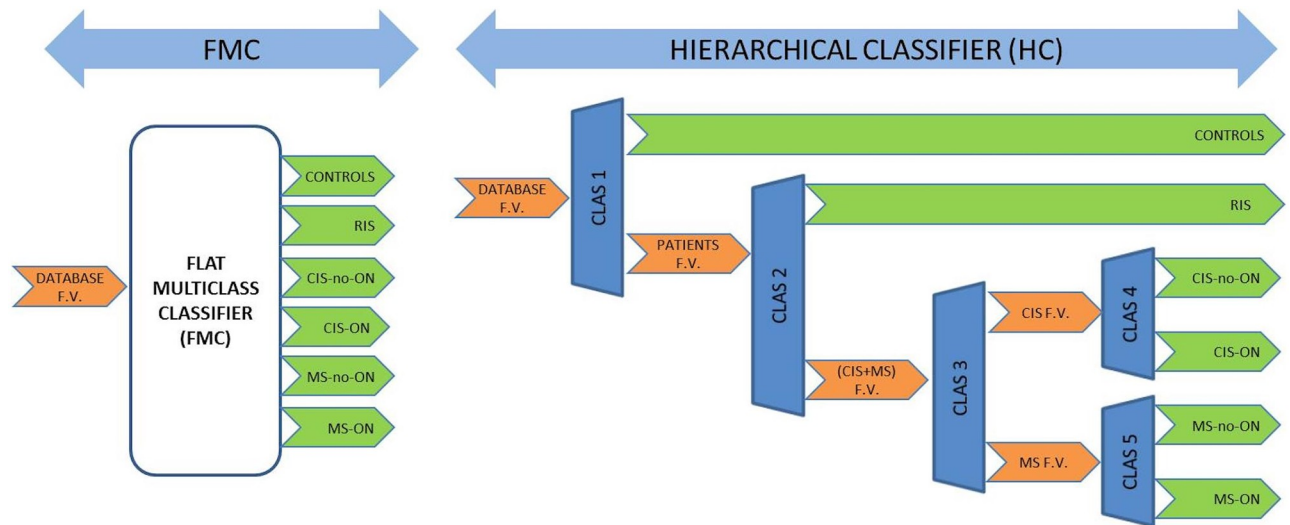 FMC
DATABASE
F.V.
FLAT
MULTICLASS
CLASSIFIER
(FMC)
CONTROLS
RIS
CIS-no-ON
CIS-ON
MS-no-ON
MS-ON
HIERARCHICAL CLASSIFIER (HC)
DATABASE
F.V.
CLAS 1
CONTROLS
PATIENTS
F.V.
CLAS 2
RIS
(CIS+MS)
F.V.
CLAS 3
CIS F.V.
CLAS 4
CIS-no-ON
CIS-ON
MS F.V.
CLAS 5
MS-no-ON
MS-ON